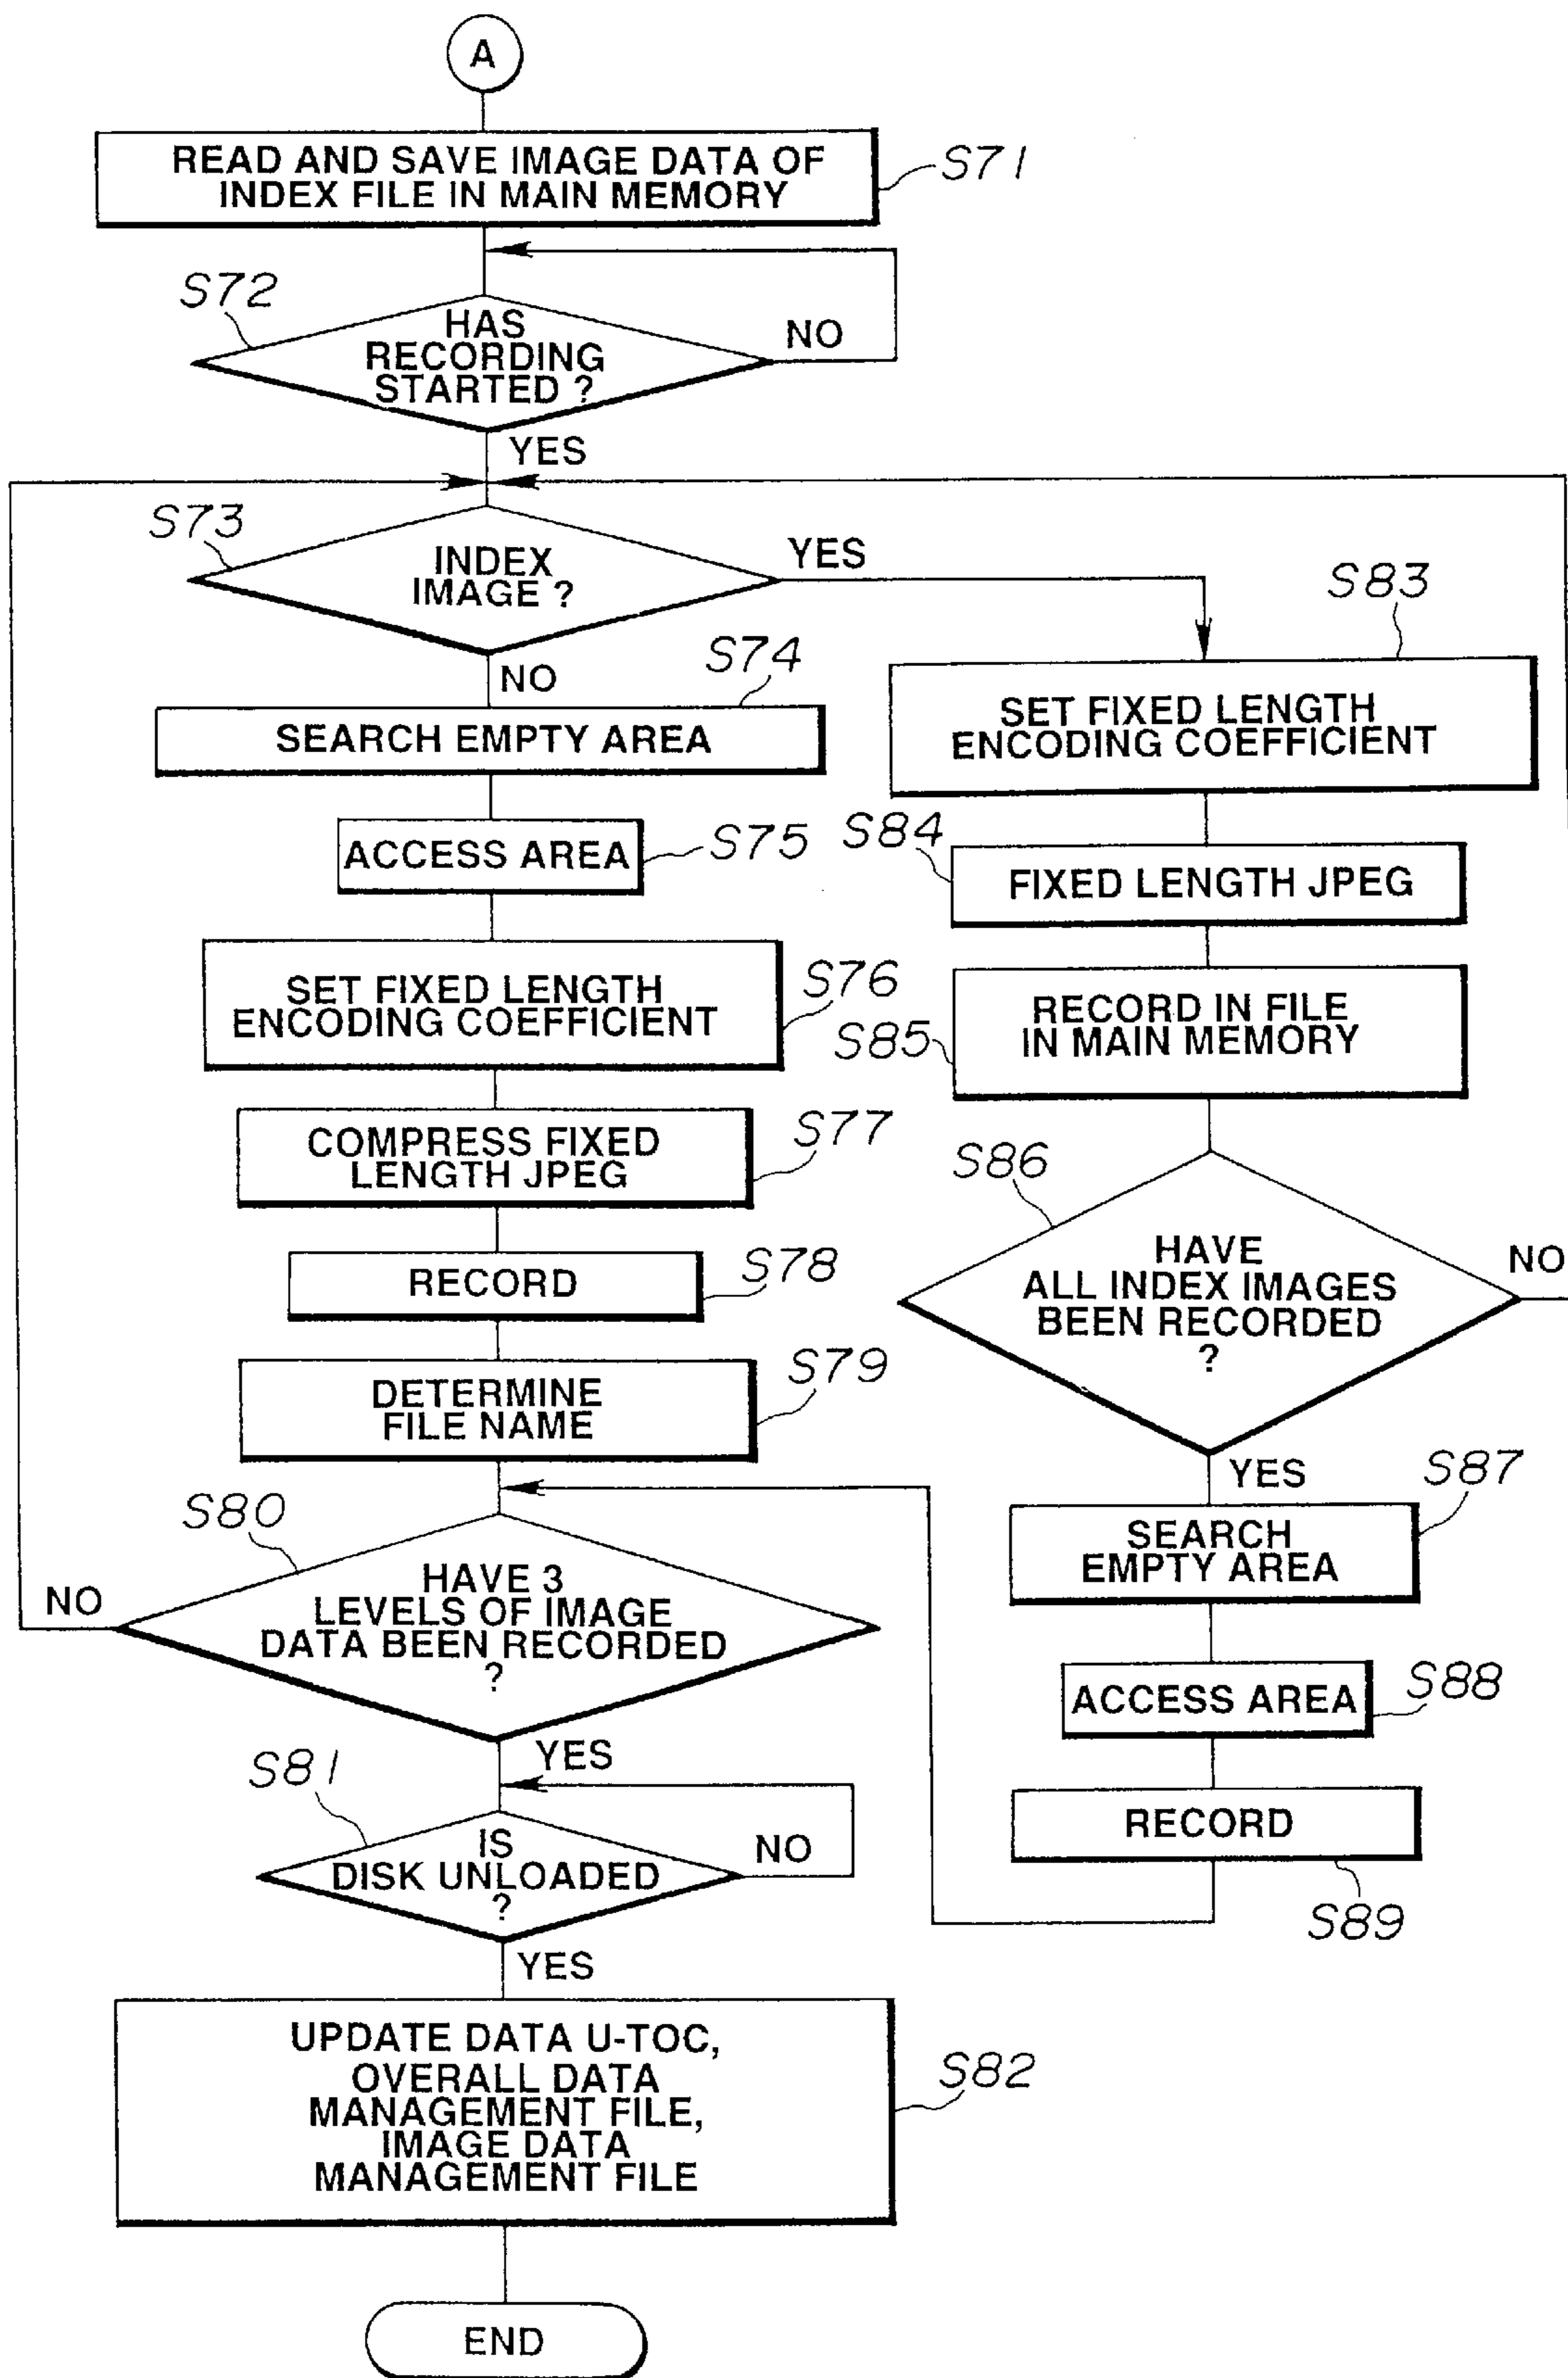 A
READ AND SAVE IMAGE DATA OF
INDEX FILE IN MAIN MEMORY
S71
S72
HAS
RECORDING
STARTED ?
NO
YES
S73
INDEX
IMAGE ?
YES
NO
S74
SEARCH EMPTY AREA
ACCESS AREA
S75
SET FIXED LENGTH
ENCODING COEFFICIENT
S76
COMPRESS FIXED
LENGTH JPEG
S77
RECORD
S78
DETERMINE
FILE NAME
S79
S80
HAVE 3
LEVELS OF IMAGE
DATA BEEN RECORDED
?
NO
YES
S81
IS
DISK UNLOADED
?
NO
YES
UPDATE DATA U-TOC,
OVERALL DATA
MANAGEMENT FILE,
IMAGE DATA
MANAGEMENT FILE
S82
END
S83
SET FIXED LENGTH
ENCODING COEFFICIENT
S84
FIXED LENGTH JPEG
S85
RECORD IN FILE
IN MAIN MEMORY
S86
HAVE
ALL INDEX IMAGES
BEEN RECORDED
?
NO
YES
S87
SEARCH
EMPTY AREA
ACCESS AREA
S88
RECORD
S89